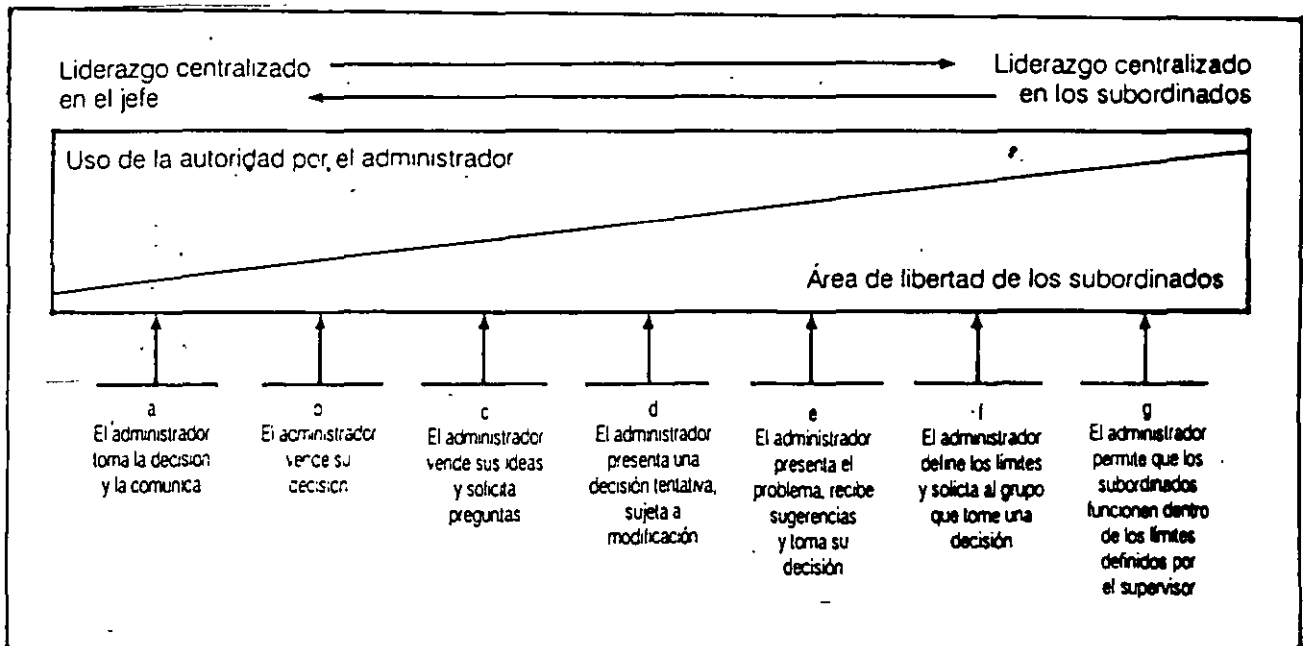 Liderazgo centralizado
en el jefe
Liderazgo centralizado
en los subordinados
Uso de la autoridad por el administrador
Área de libertad de los subordinados
a
El administrador
toma la decisión
y la comunica
b
El administrador
vende su
decisión
c
El administrador
vende sus ideas
y solicita
preguntas
d
El administrador
presenta una
decisión tentativa,
sujeta a
modificación
e
El administrador
presenta el
problema, recibe
sugerencias
y toma su
decisión
f
El administrador
define los límites
y solicita al grupo
que tome una
decisión
g
El administrador
permite que los
subordinados
funcionen dentro
de los límites
definidos por
el supervisor